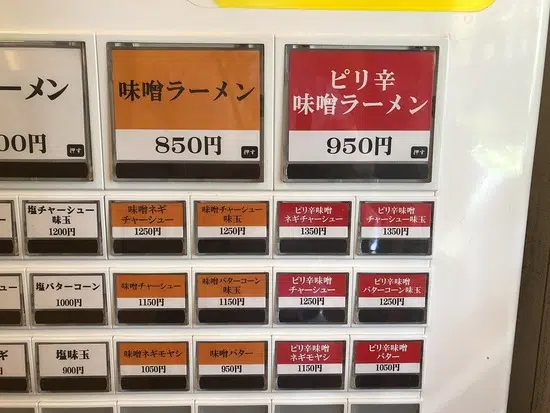 ーメン
00円
味噌ラーメン
850円
押す
ピリ辛
味噌ラーメン
950円
押す
塩チャーシュー
味玉
1200円
味噌ネギ
チャーシュー
1250円
味噌チャーシュー
味玉
1250円
ピリ辛味噌
ネギチャーシュー
1350円
ピリ辛味噌
チャーシュー味玉
1350円
ー
塩バターコーン
1000円
味噌チャーシュー
1150円
味噌バターコーン
味玉
1150円
ピリ辛味噌
チャーシュー
1250円
ピリ辛味噌
バターコーン味玉
1250円
ギ
塩味玉
900円
味噌ネギモヤシ
1050円
味噌バター
950円
ピリ辛味噌
ネギモヤシ
1150円
ピリ辛味噌
バター
1050円